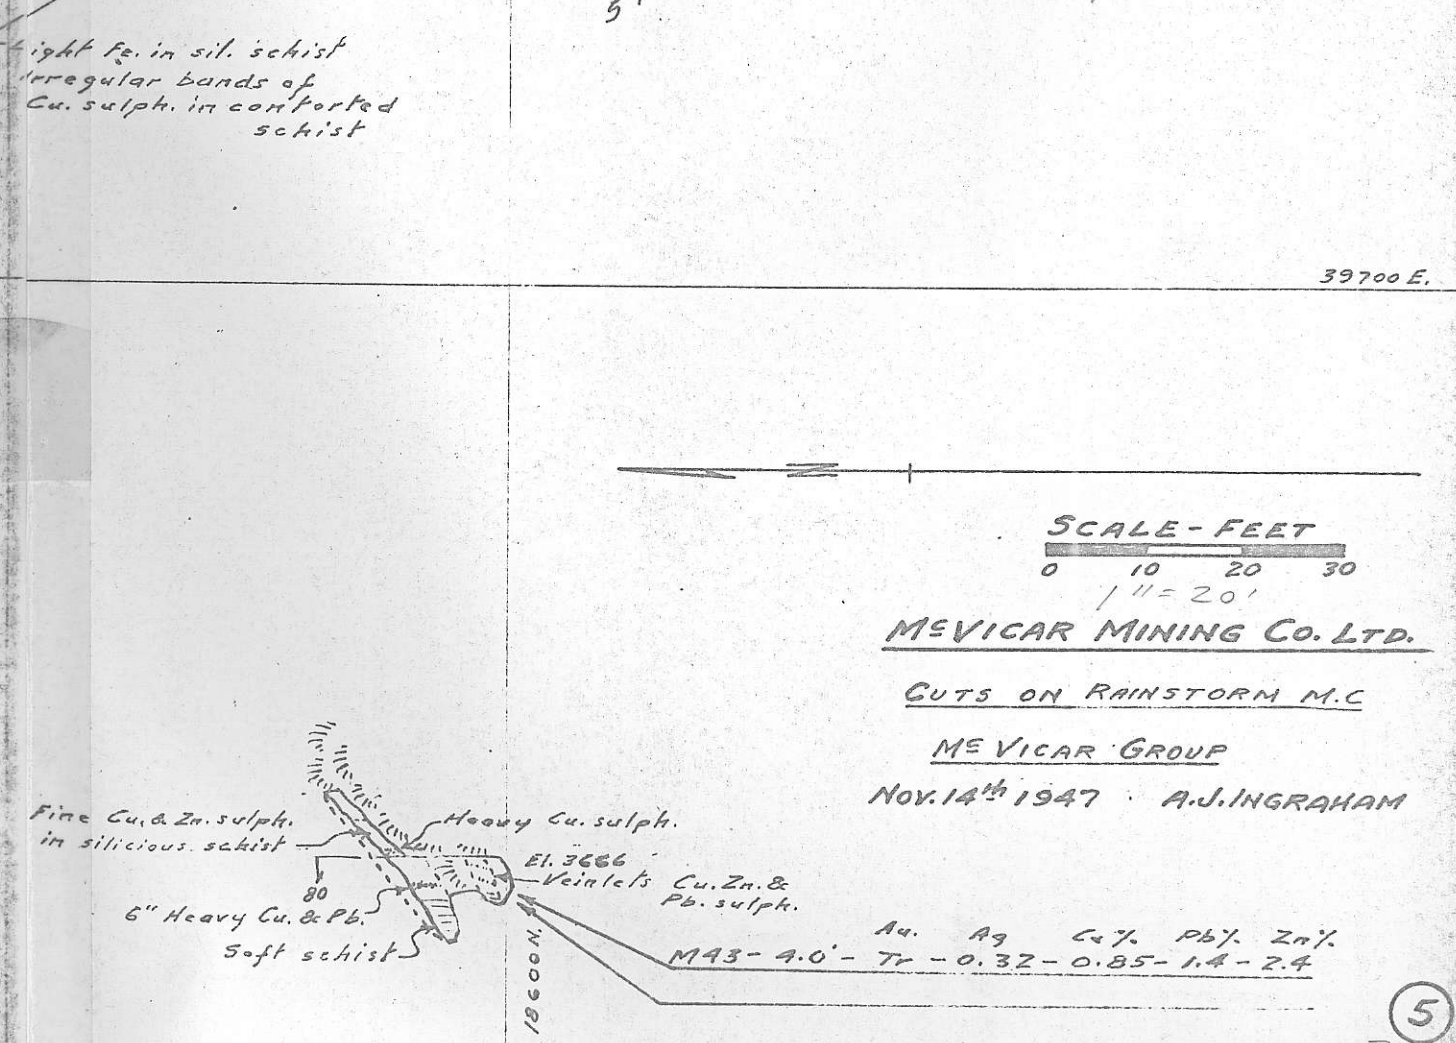 5'
light Fe. in sil. schist
irregular bands of
Cu. sulph. in contorted
schist
39700 E.
N
SCALE - FEET
0 10 20 30
1" = 20'
McVICAR MINING CO. LTD.
CUTS ON RAINSTORM M.C
Mc VICAR GROUP
Nov. 14th 1947 A.J. INGRAHAM
Fine Cu. & Zn. sulph.
in silicious schist
Heavy Cu. sulph.
El. 3666
Veinlets Cu. Zn. &
Pb. sulph.
80
6" Heavy Cu. & Pb.
Soft schist
18600 N.
Au. Ag Cu% Pb% Zn%
M43 - 4.0' - Tr - 0.32 - 0.85 - 1.4 - 2.4
5